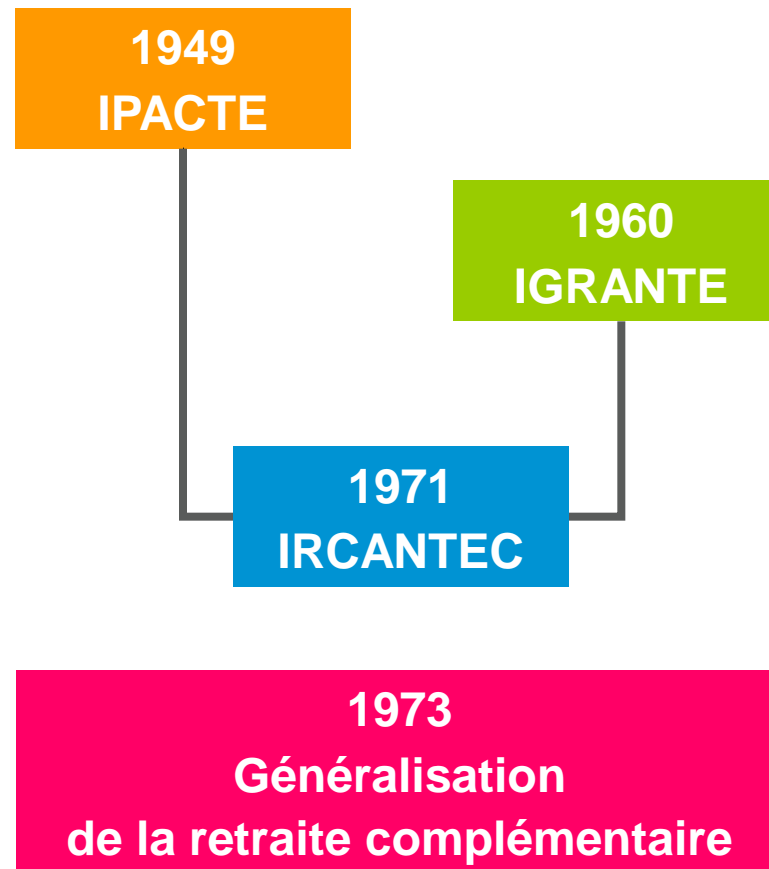 1949
IPACTE
1960
IGRANTE
1971
IRCANTEC
1973
Généralisation
de la retraite complémentaire